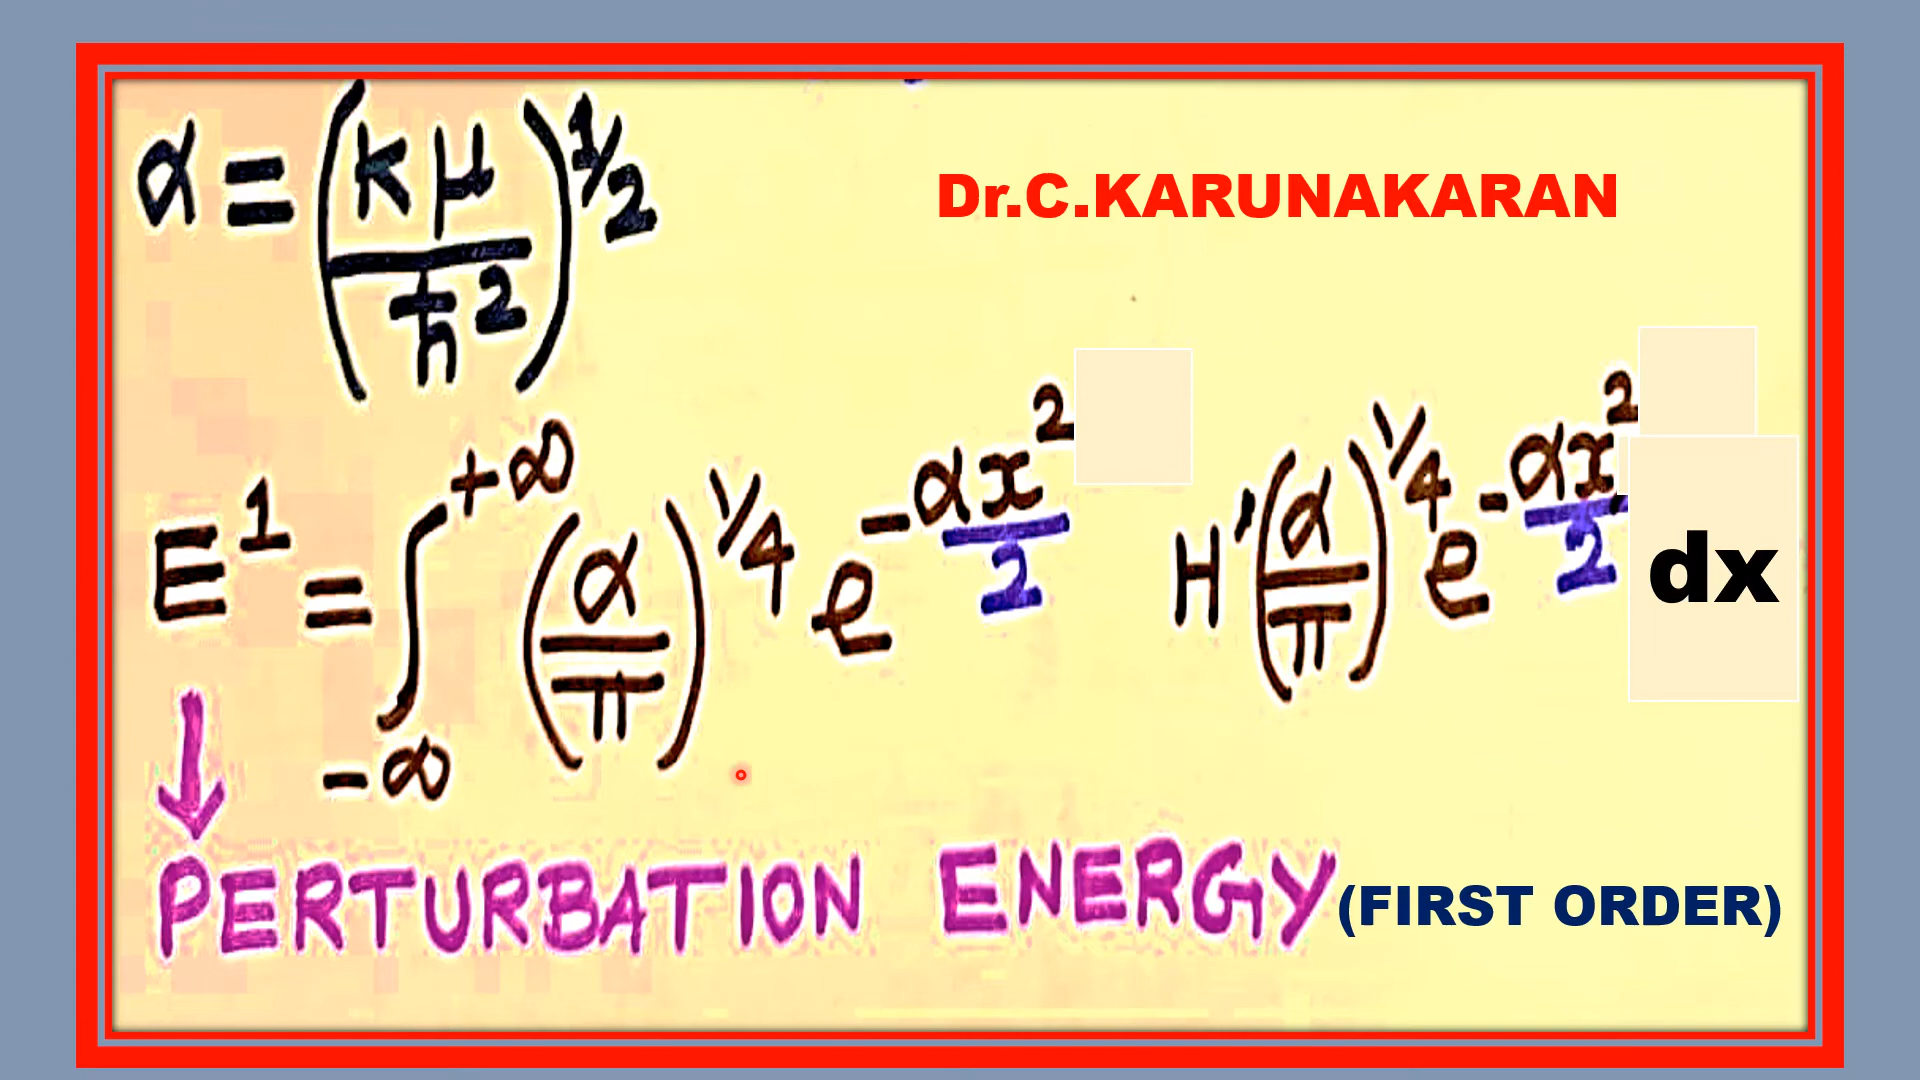 α = (kμ/ħ²)^1/2
Dr.C.KARUNAKARAN
E¹ = ∫₋∞^+∞ (α/π)^1/4 e^-αx²/2 H′ (α/π)^1/4 e^-αx²/2 dx
PERTURBATION ENERGY (FIRST ORDER)